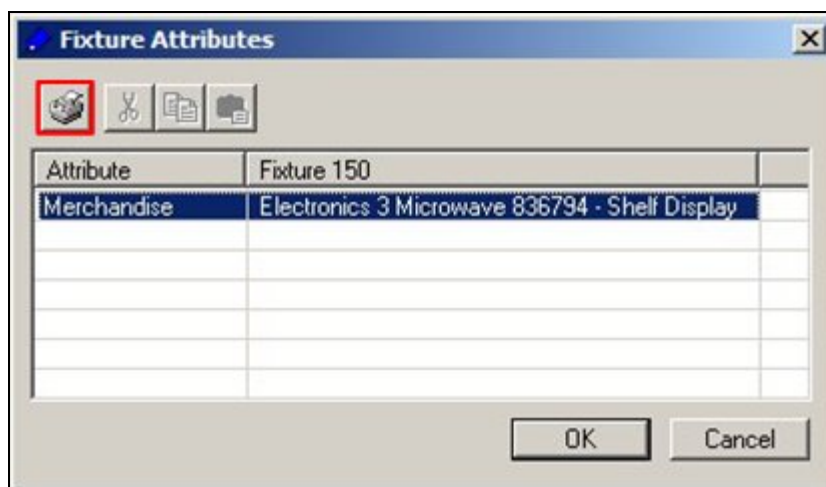 Fixture Attributes
Attribute Fixture 150
Merchandise Electronics 3 Microwave 836794 - Shelf Display
OK Cancel